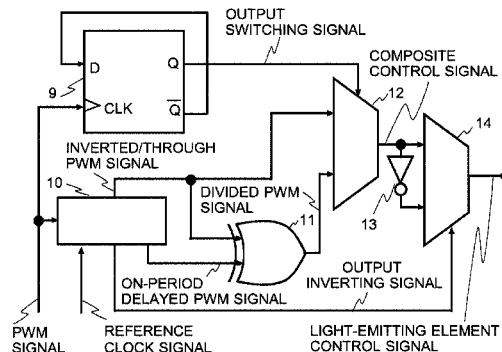 OUTPUT
SWITCHING SIGNAL
COMPOSITE
CONTROL SIGNAL
D
Q
9
CLK
Q
12
14
INVERTED/THROUGH
PWM SIGNAL
10
DIVIDED PWM
SIGNAL
11
13
ON-PERIOD
DELAYED PWM SIGNAL
OUTPUT
INVERTING SIGNAL
PWM
SIGNAL
REFERENCE
CLOCK SIGNAL
LIGHT-EMITTING ELEMENT
CONTROL SIGNAL